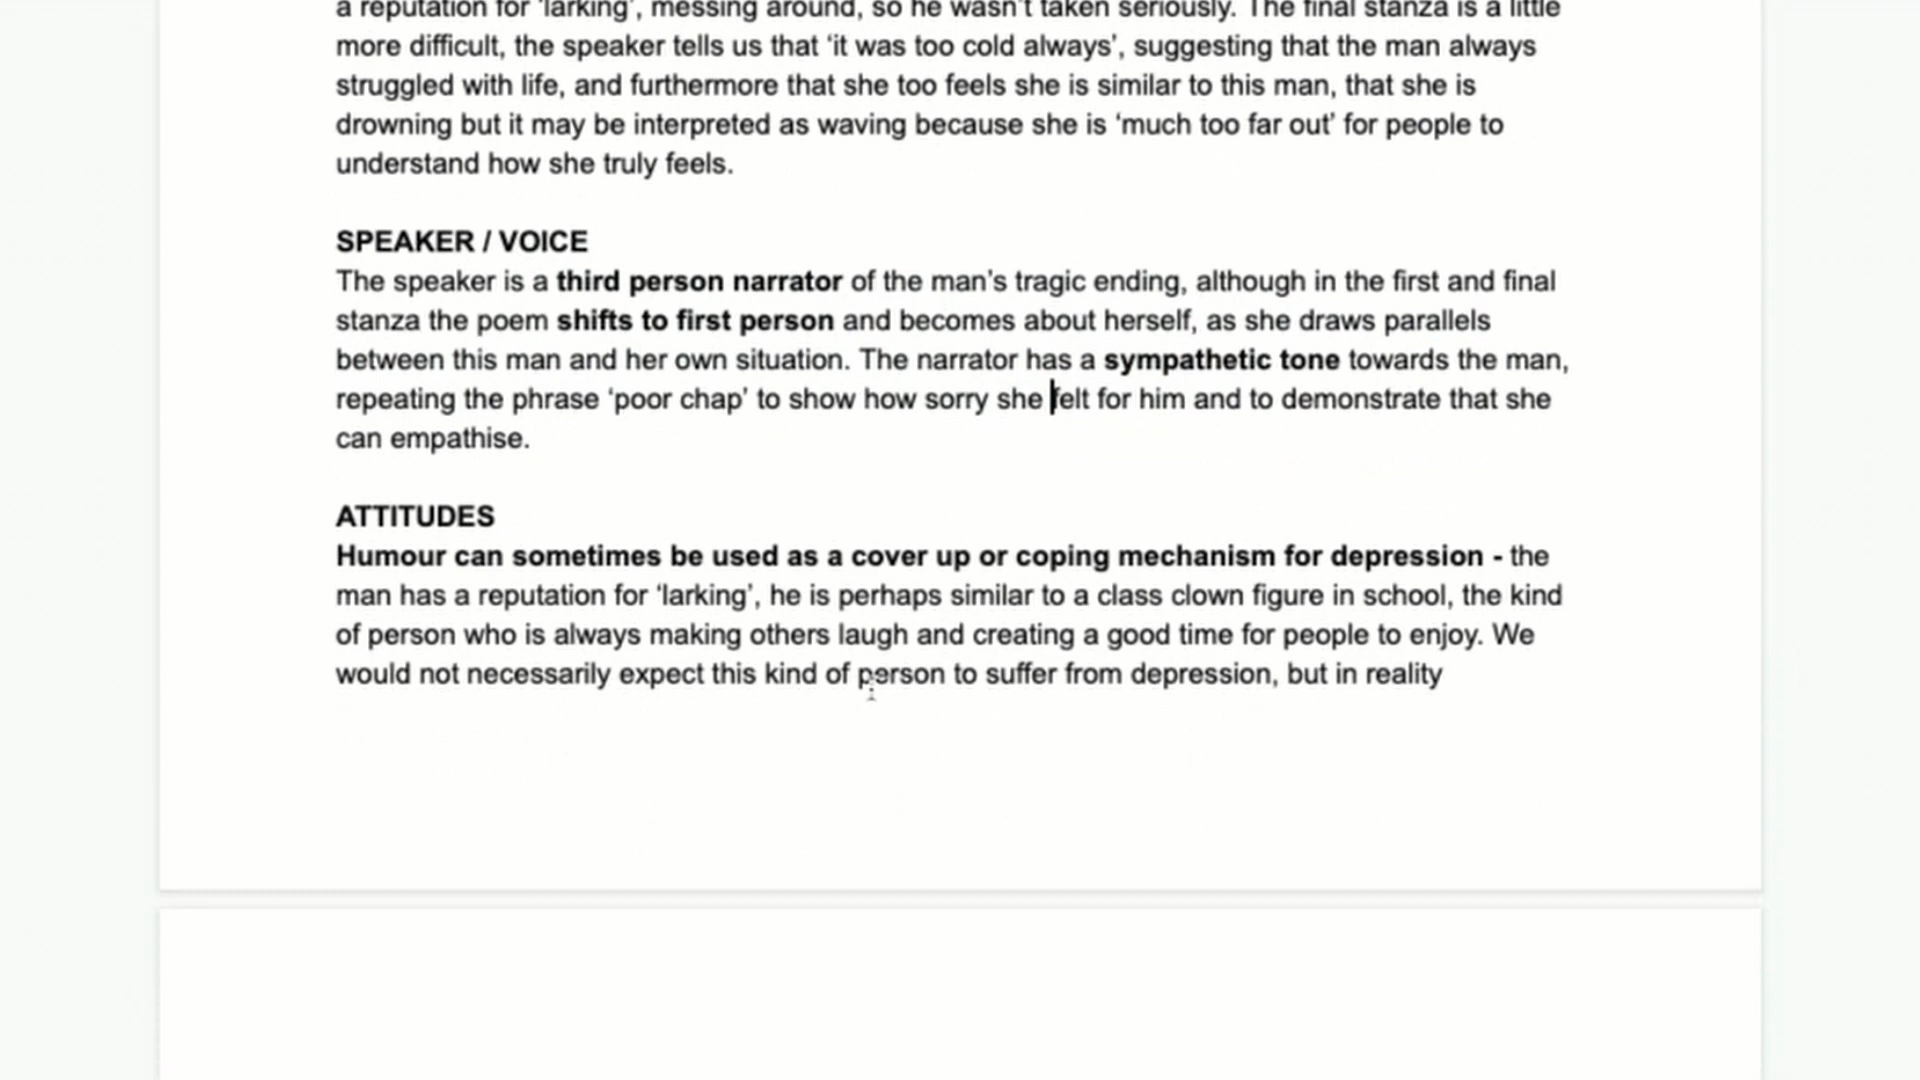 a reputation for ‘larking’, messing around, so he wasn’t taken seriously. The final stanza is a little
more difficult, the speaker tells us that ‘it was too cold always’, suggesting that the man always
struggled with life, and furthermore that she too feels she is similar to this man, that she is
drowning but it may be interpreted as waving because she is ‘much too far out’ for people to
understand how she truly feels.
SPEAKER / VOICE
The speaker is a third person narrator of the man’s tragic ending, although in the first and final
stanza the poem shifts to first person and becomes about herself, as she draws parallels
between this man and her own situation. The narrator has a sympathetic tone towards the man,
repeating the phrase ‘poor chap’ to show how sorry she felt for him and to demonstrate that she
can empathise.
ATTITUDES
Humour can sometimes be used as a cover up or coping mechanism for depression - the
man has a reputation for ‘larking’, he is perhaps similar to a class clown figure in school, the kind
of person who is always making others laugh and creating a good time for people to enjoy. We
would not necessarily expect this kind of person to suffer from depression, but in reality